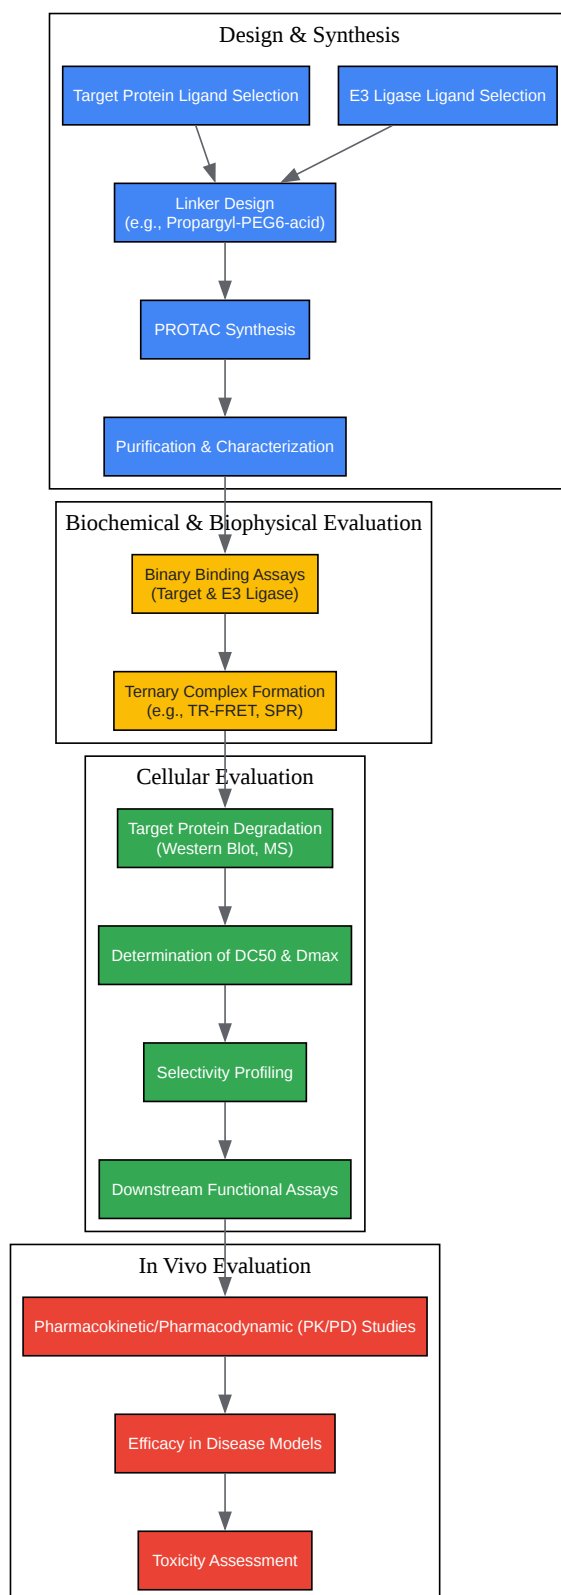 Design & Synthesis
Target Protein Ligand Selection
E3 Ligase Ligand Selection
Linker Design
(e.g., Propargyl-PEG6-acid)
PROTAC Synthesis
Purification & Characterization
Biochemical & Biophysical Evaluation
Binary Binding Assays
(Target & E3 Ligase)
Ternary Complex Formation
(e.g., TR-FRET, SPR)
Cellular Evaluation
Target Protein Degradation
(Western Blot, MS)
Determination of DC50 & Dmax
Selectivity Profiling
Downstream Functional Assays
In Vivo Evaluation
Pharmacokinetic/Pharmacodynamic (PK/PD) Studies
Efficacy in Disease Models
Toxicity Assessment